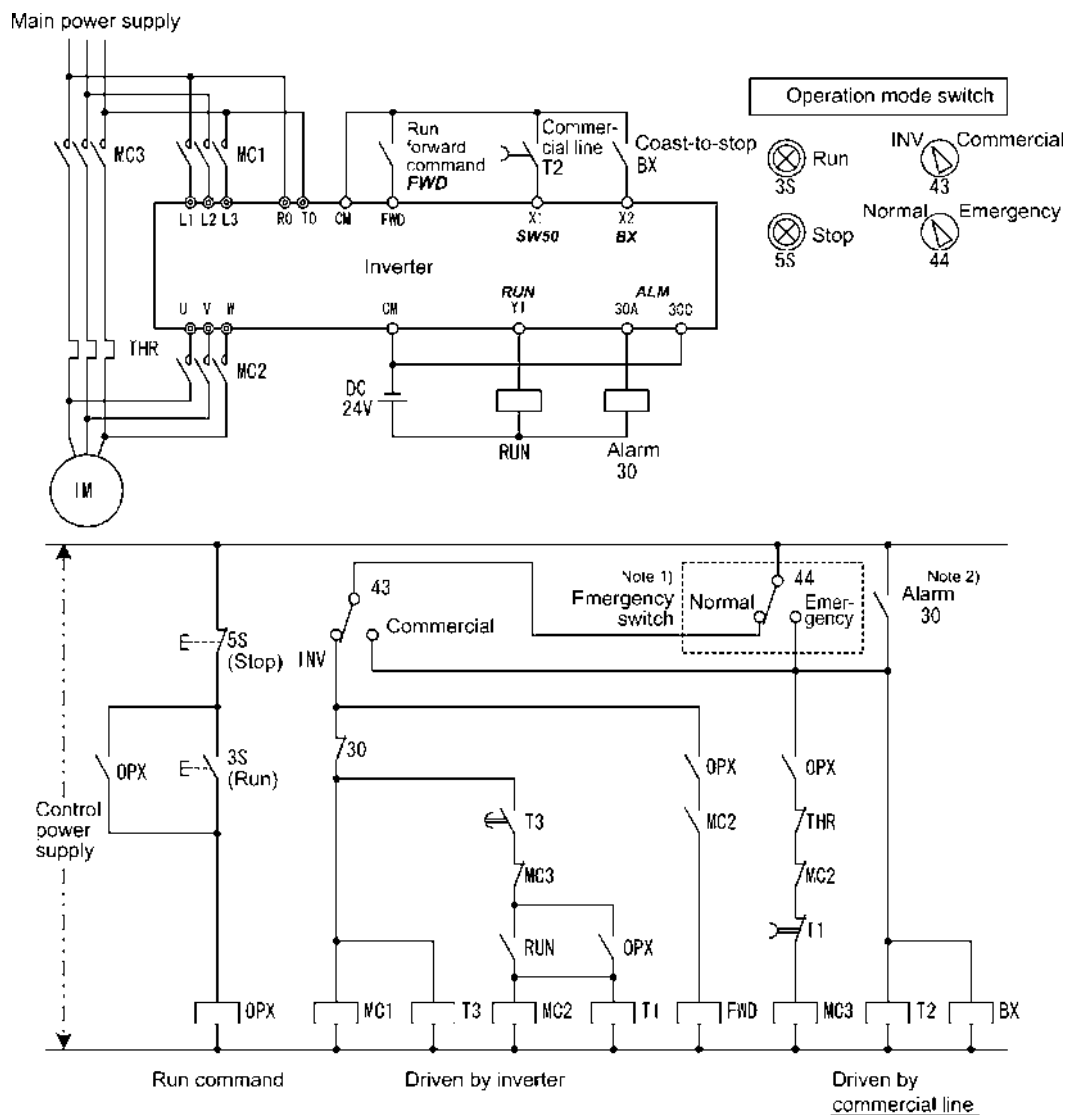 Main power supply
Operation mode switch
MC3
MC1
Run
forward
command
FWD
Commer-
cial line
T2
Coast-to-stop
BX
Run
3S
Stop
5S
INV
Commercial
43
Normal
Emergency
44
L1 L2 L3 R0 T0 CM FWD X1 X2
SW50 BX
Inverter
RUN ALM
U V W CM Y1 30A 30C
THR
MC2
DC
24V
RUN
Alarm
30
IM
43
Note 1)
Emergency
switch
Normal
44
Emer-
gency
Note 2)
Alarm
30
Commercial
INV
5S
(Stop)
30
OPX
3S
(Run)
OPX
OPX
T3
MC2
THR
Control
power
supply
MC3
MC2
RUN
OPX
T1
OPX MC1 T3 MC2 T1 FWD MC3 T2 BX
Run command
Driven by inverter
Driven by
commercial line